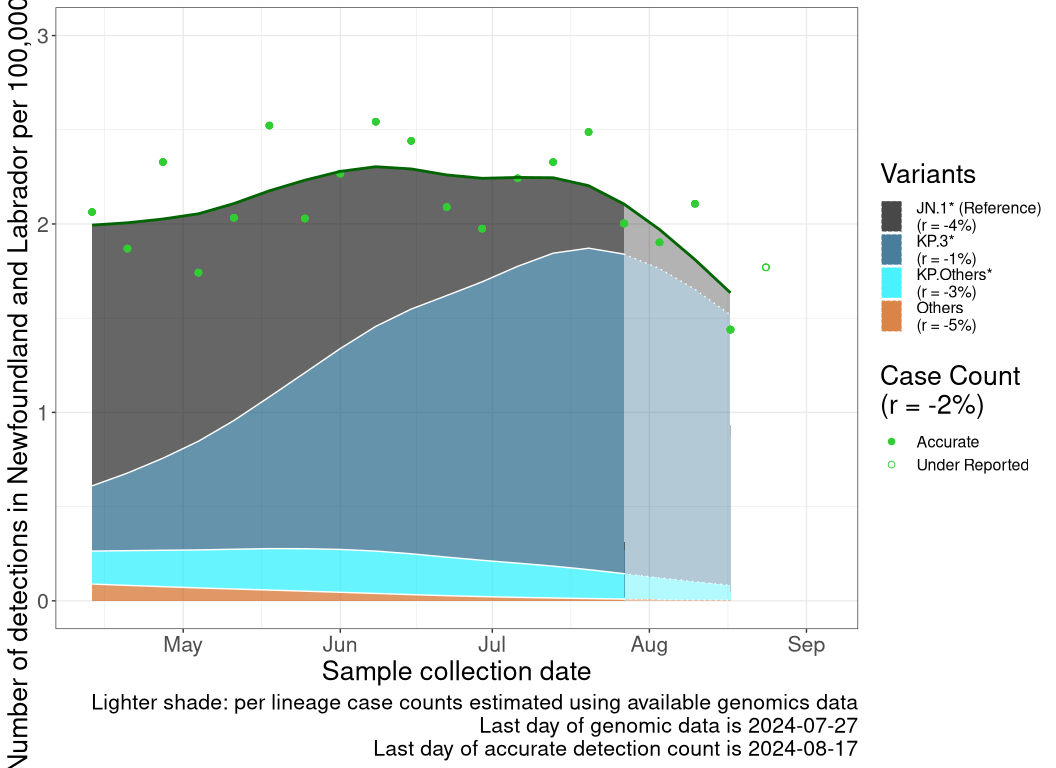 Number of detections in Newfoundland and Labrador per 100,000
3
2
1
0
May Jun Jul Aug Sep
Sample collection date
Lighter shade: per lineage case counts estimated using available genomics data
Last day of genomic data is 2024-07-27
Last day of accurate detection count is 2024-08-17
Variants
JN.1* (Reference)
(r = -4%)
KP.3*
(r = -1%)
KP.Others*
(r = -3%)
Others
(r = -5%)
Case Count
(r = -2%)
Accurate
Under Reported